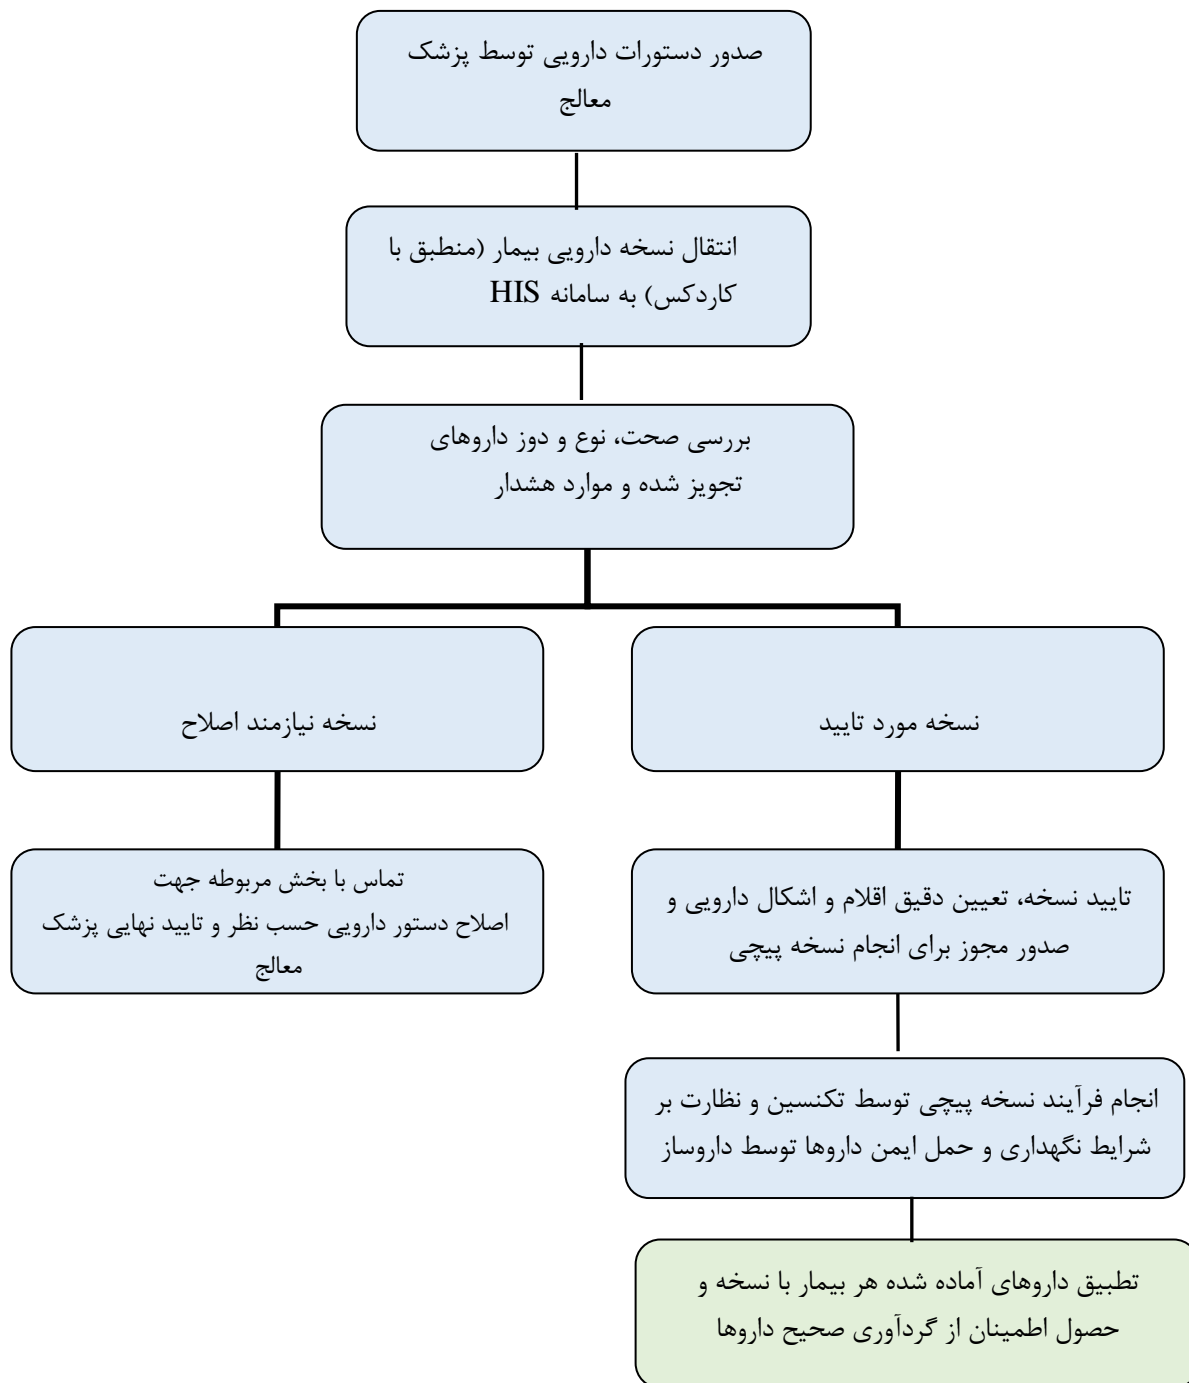 صدور دستورات دارویی توسط پزشک
معالج
انتقال نسخه دارویی بیمار (منطبق با
کاردکس) به سامانه HIS
بررسی صحت، نوع و دوز داروهای
تجویز شده و موارد هشدار
نسخه مورد تایید
نسخه نیازمند اصلاح
تایید نسخه، تعیین دقیق اقلام و اشکال دارویی و
صدور مجوز برای انجام نسخه پیچی
تماس با بخش مربوطه جهت
اصلاح دستور دارویی حسب نظر و تایید نهایی پزشک
معالج
انجام فرآیند نسخه پیچی توسط تکنسین و نظارت بر
شرایط نگهداری و حمل ایمن داروها توسط داروساز
تطبیق داروهای آماده شده هر بیمار با نسخه و
حصول اطمینان از گردآوری صحیح داروها